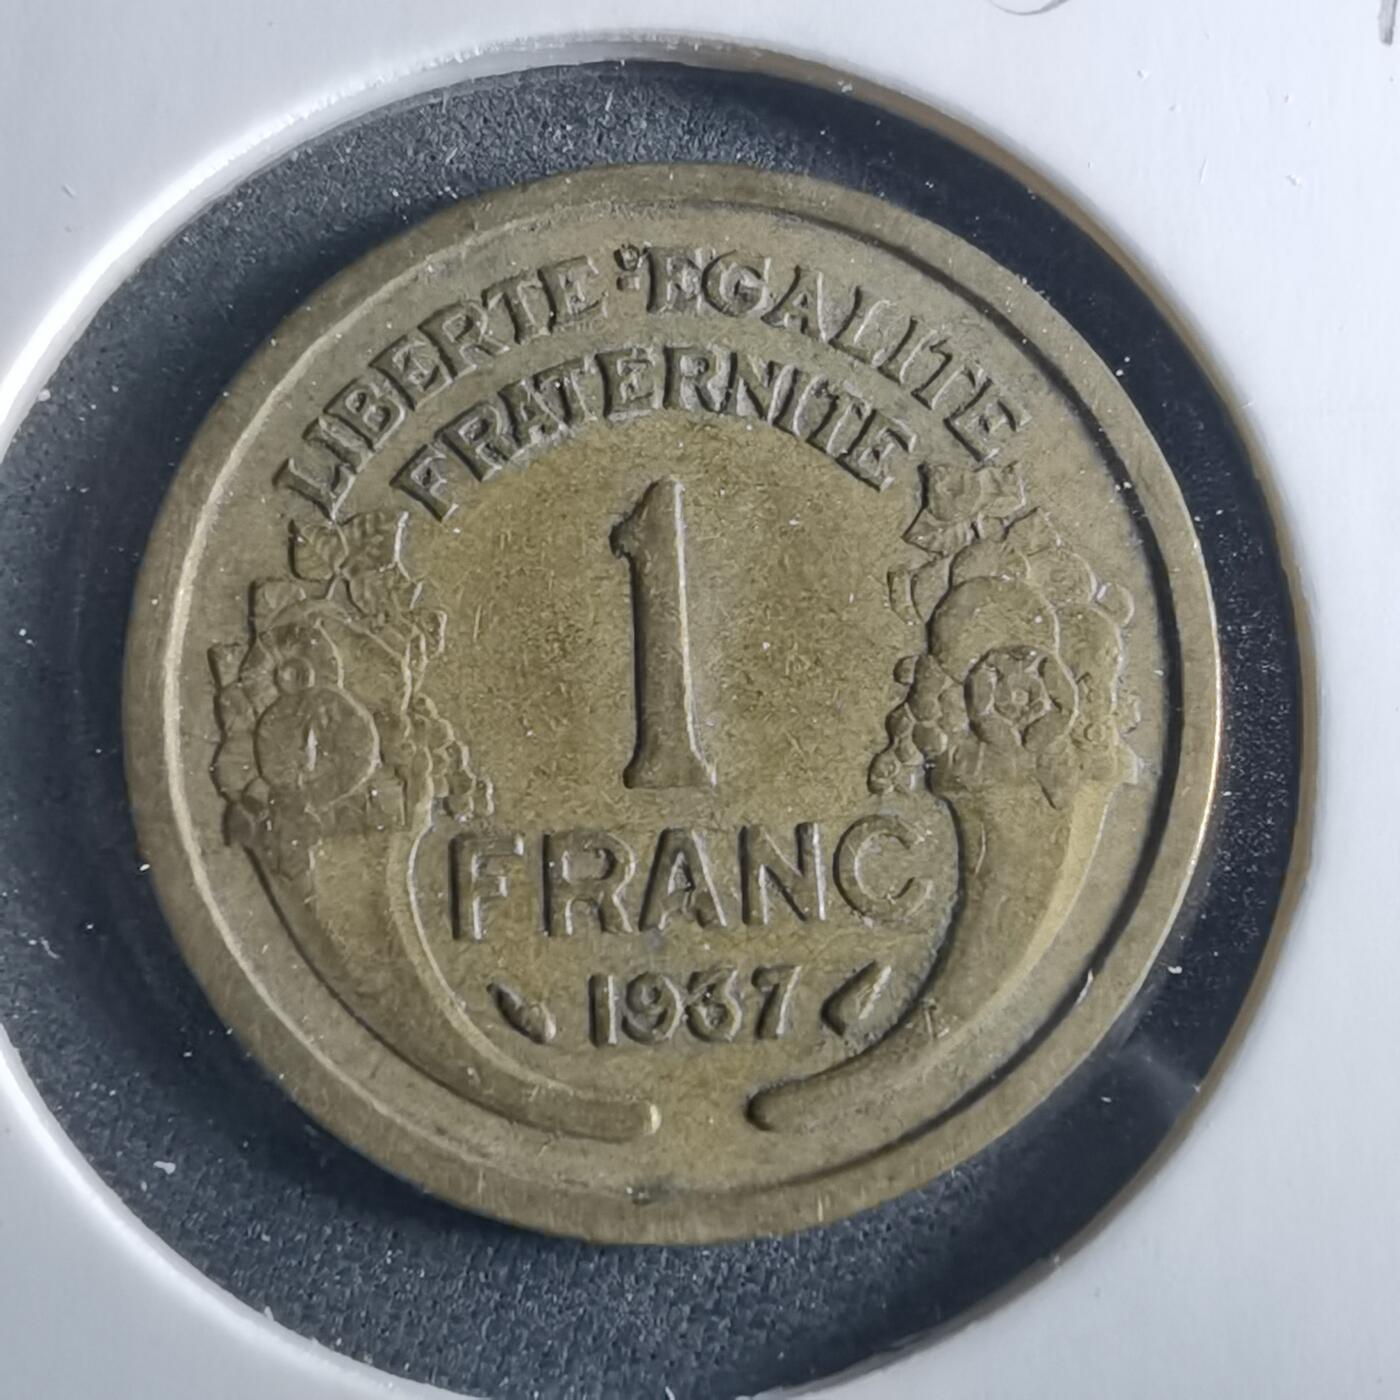 LIBERTE·EGALITE
FRATERNITE
1
FRANC
1937